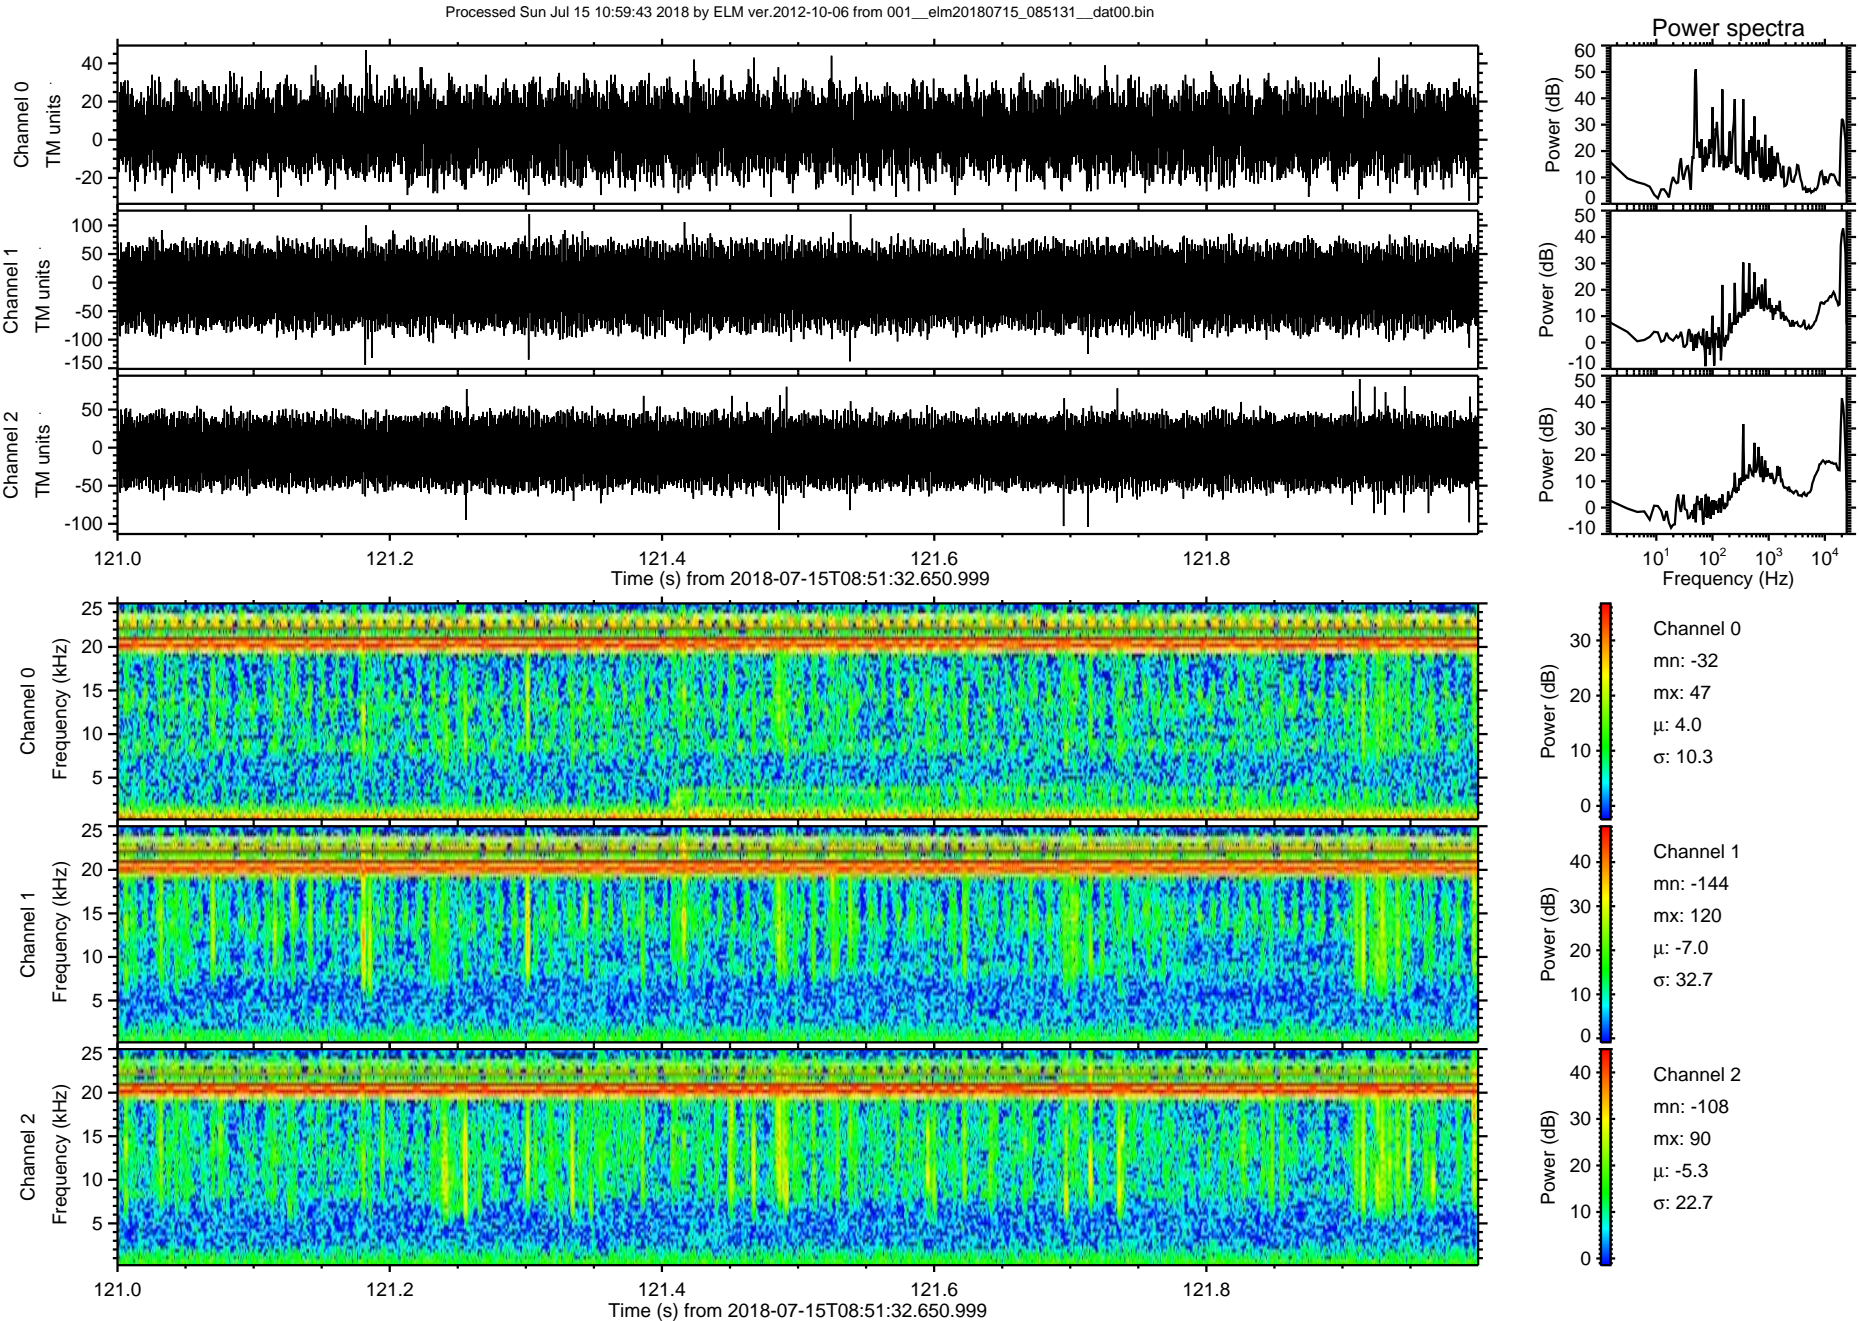 Processed Sun Jul 15 10:59:43 2018 by ELM ver.2012-10-06 from 001__elm20180715_085131__dat00.bin
Power spectra
Channel 0
TM units
40
20
0
-20
Power (dB)
60
50
40
30
20
10
0
Channel 1
TM units
100
50
0
-50
-100
-150
Power (dB)
50
40
30
20
10
0
-10
Channel 2
TM units
50
0
-50
-100
Power (dB)
50
40
30
20
10
0
-10
121.0 121.2 121.4 121.6 121.8
Time (s) from 2018-07-15T08:51:32.650.999
10^1 10^2 10^3 10^4
Frequency (Hz)
Channel 0
Frequency (kHz)
25
20
15
10
5
Power (dB)
30
20
10
0
Channel 0
mn: -32
mx: 47
μ: 4.0
σ: 10.3
Channel 1
Frequency (kHz)
25
20
15
10
5
Power (dB)
40
30
20
10
0
Channel 1
mn: -144
mx: 120
μ: -7.0
σ: 32.7
Channel 2
Frequency (kHz)
25
20
15
10
5
Power (dB)
40
30
20
10
0
Channel 2
mn: -108
mx: 90
μ: -5.3
σ: 22.7
121.0 121.2 121.4 121.6 121.8
Time (s) from 2018-07-15T08:51:32.650.999